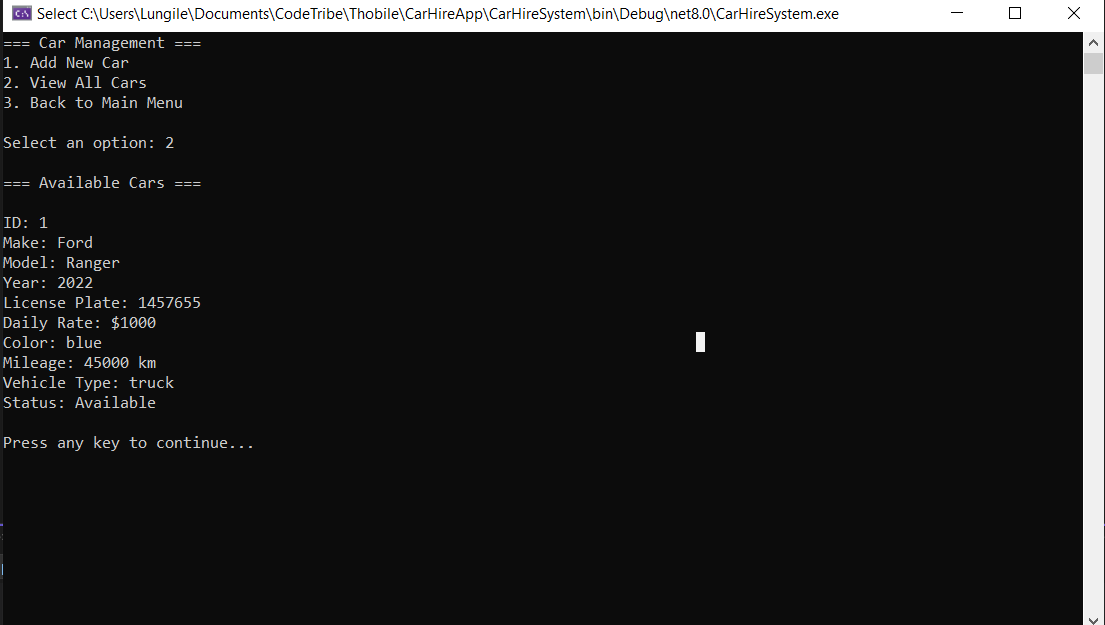 Select C:\Users\Lungile\Documents\CodeTribe\Thobile\CarHireApp\CarHireSystem\bin\Debug\net8.0\CarHireSystem.exe
=== Car Management ===
1. Add New Car
2. View All Cars
3. Back to Main Menu
Select an option: 2
=== Available Cars ===
ID: 1
Make: Ford
Model: Ranger
Year: 2022
License Plate: 1457655
Daily Rate: $1000
Color: blue
Mileage: 45000 km
Vehicle Type: truck
Status: Available
Press any key to continue...